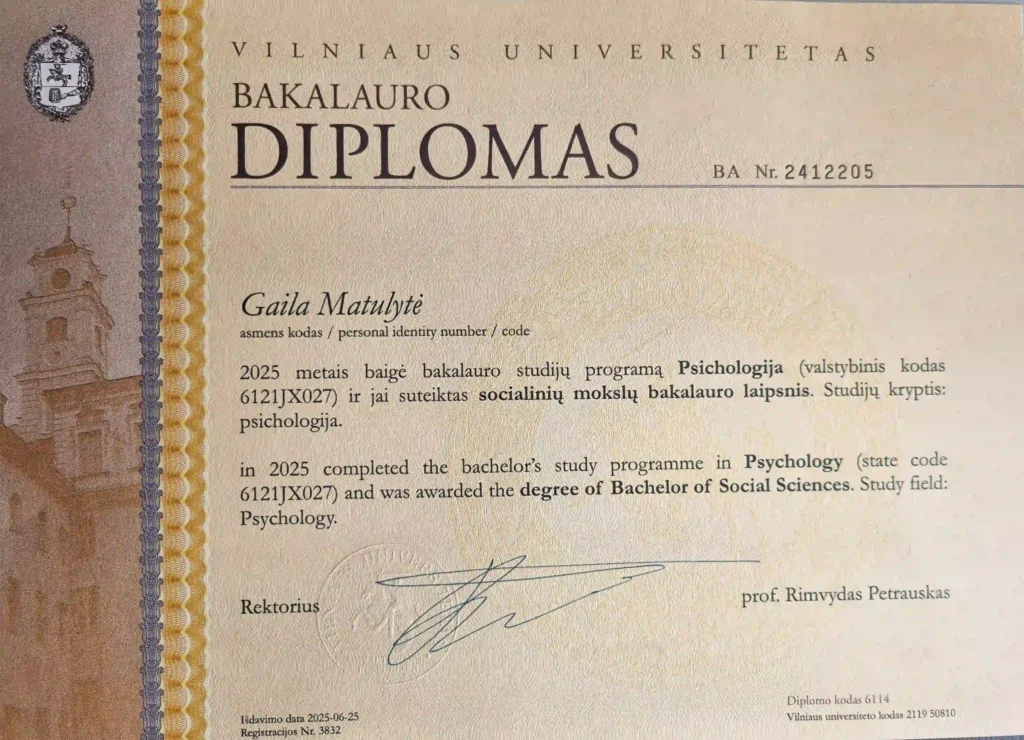 VILNIAUS UNIVERSITETAS
BAKALAURO
DIPLOMAS
BA Nr. 2412205
Gaila Matulytė
asmens kodas / personal identity number / code
2025 metais baigė bakalauro studijų programą Psichologija (valstybinis kodas
6121JX027) ir jai suteiktas socialinių mokslų bakalauro laipsnis. Studijų kryptis:
psichologija.
in 2025 completed the bachelor's study programme in Psychology (state code
6121JX027) and was awarded the degree of Bachelor of Social Sciences. Study field:
Psychology.
Rektorius
prof. Rimvydas Petrauskas
Išdavimo data 2025-06-25
Registracijos Nr. 3832
Diplomo kodas 6114
Vilniaus universiteto kodas 2119 50810